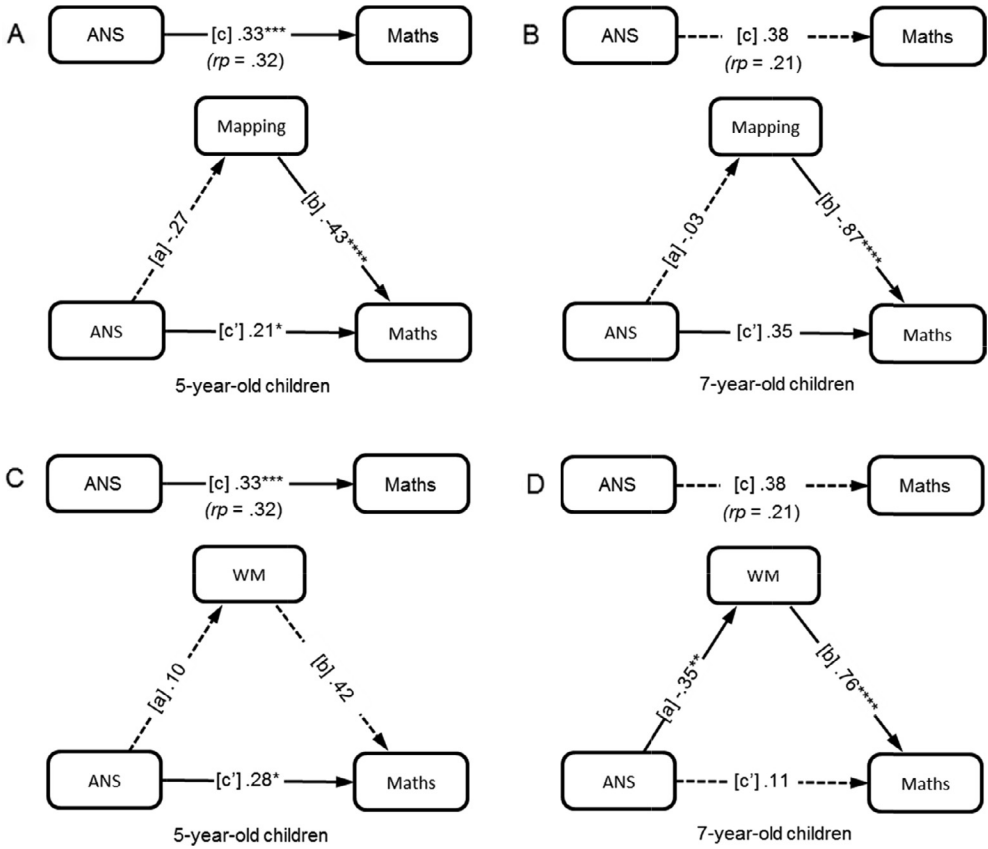 A
ANS
[c] .33***
Maths
(rp = .32)
Mapping
[a] -.27
[b] .-43****
ANS
[c'] .21*
Maths
5-year-old children
B
ANS
[c] .38
Maths
(rp = .21)
Mapping
[a] -.03
[b] -.87****
ANS
[c'] .35
Maths
7-year-old children
C
ANS
[c] .33***
Maths
(rp = .32)
WM
[a] .10
[b] .42
ANS
[c'] .28*
Maths
5-year-old children
D
ANS
[c] .38
Maths
(rp = .21)
WM
[a] -.35**
[b] .76****
ANS
[c'] .11
Maths
7-year-old children